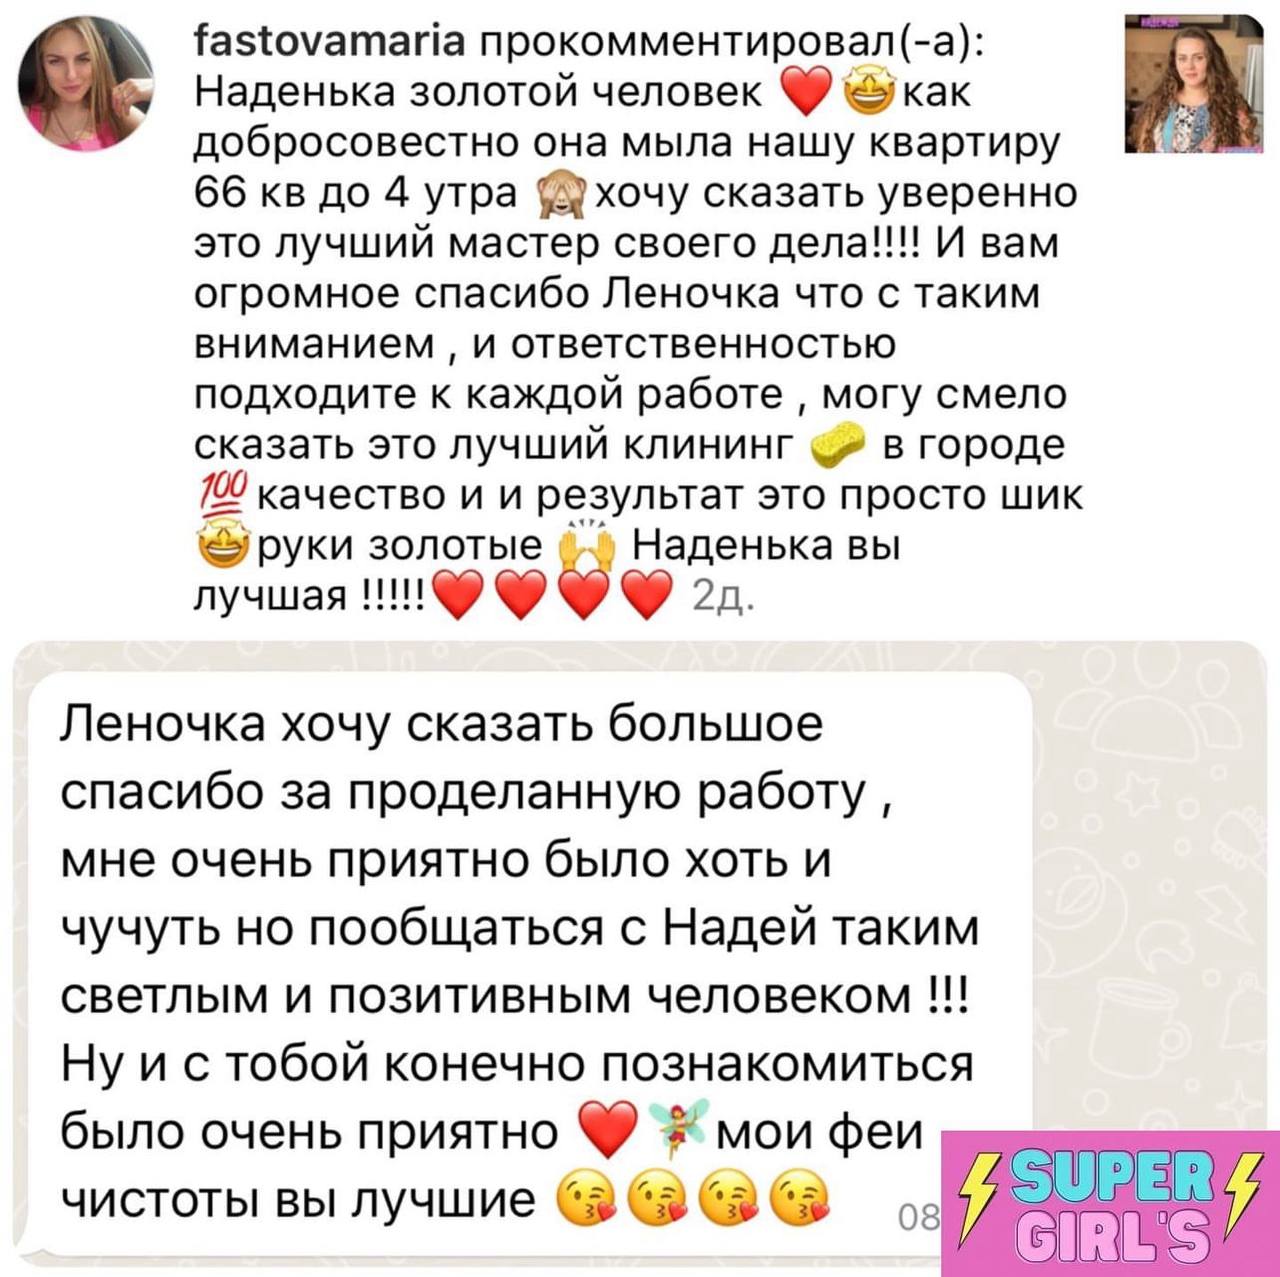 fastovamaria прокомментировал(-а):
Наденька золотой человек ❤️🤩как
добросовестно она мыла нашу квартиру
66 кв до 4 утра 🙈хочу сказать уверенно
это лучший мастер своего дела!!!! И вам
огромное спасибо Леночка что с таким
вниманием , и ответственностью
подходите к каждой работе , могу смело
сказать это лучший клининг 🧽 в городе
💯качество и и результат это просто шик
🤩руки золотые 🙌 Наденька вы
лучшая !!!!!❤️❤️❤️❤️ 2д.
Леночка хочу сказать большое
спасибо за проделанную работу ,
мне очень приятно было хоть и
чучуть но пообщаться с Надей таким
светлым и позитивным человеком !!!
Ну и с тобой конечно познакомиться
было очень приятно ❤️🧚мои феи
чистоты вы лучшие 😘😘😘😘
08
SUPER
GIRL'S